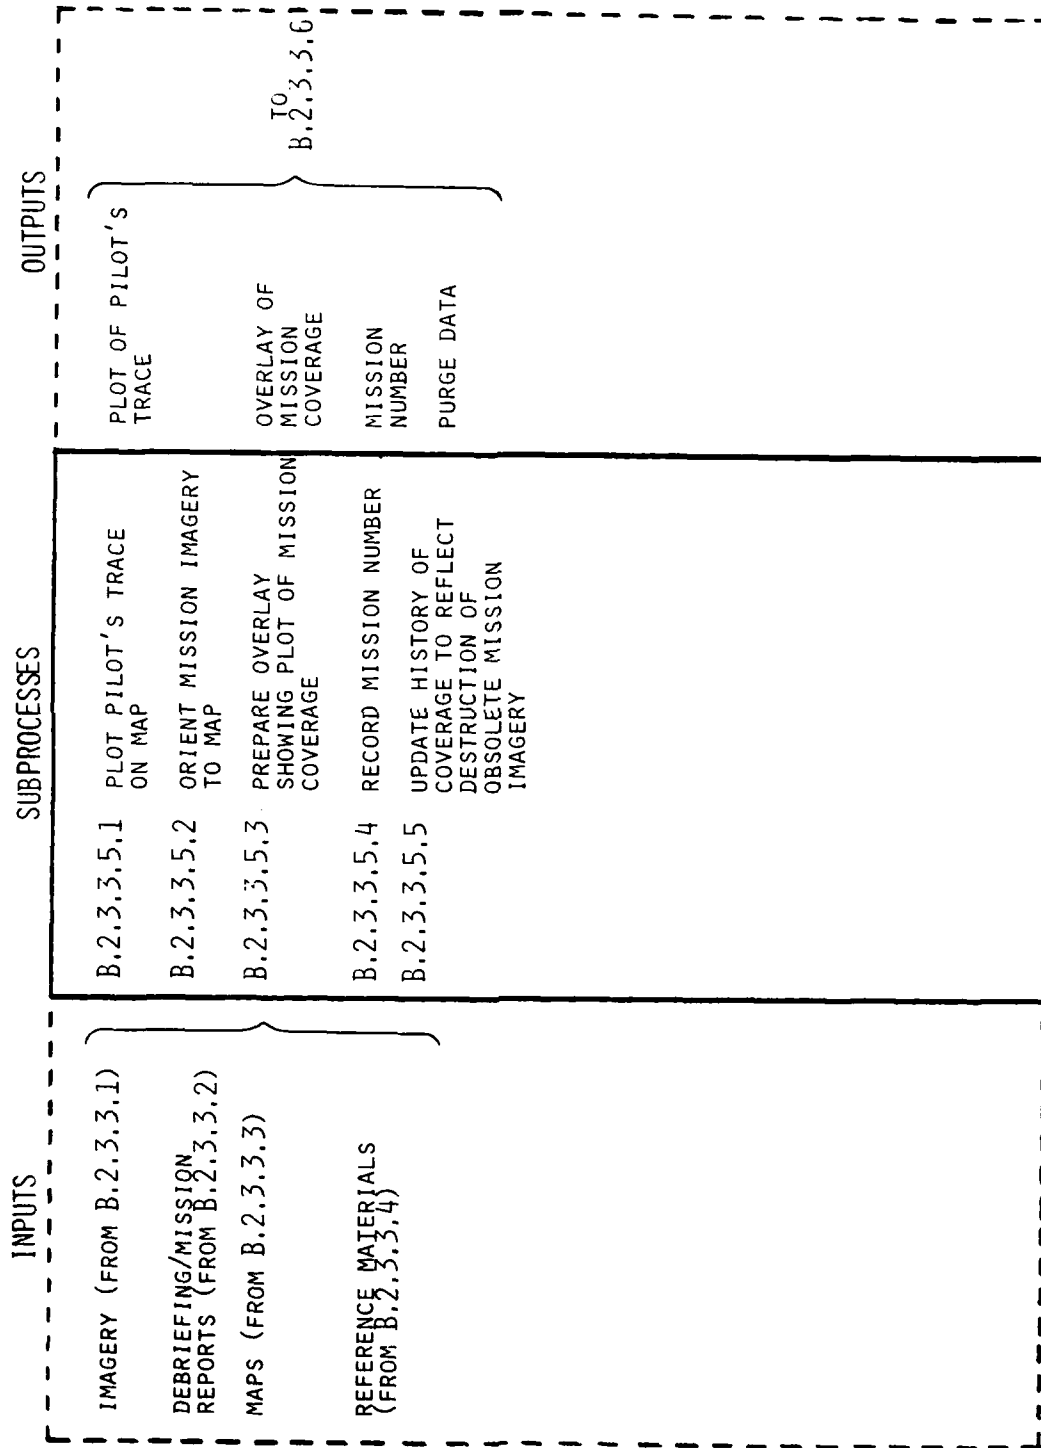 INPUTS
IMAGERY (FROM B.2.3.3.1)
DEBRIEFING/MISSION
REPORTS (FROM B.2.3.3.2)
MAPS (FROM B.2.3.3.3)
REFERENCE MATERIALS
(FROM B.2.3.3.4)
SUBPROCESSES
B.2.3.3.5.1 PLOT PILOT'S TRACE
ON MAP
B.2.3.3.5.2 ORIENT MISSION IMAGERY
TO MAP
B.2.3.3.5.3 PREPARE OVERLAY
SHOWING PLOT OF MISSION
COVERAGE
B.2.3.3.5.4 RECORD MISSION NUMBER
B.2.3.3.5.5 UPDATE HISTORY OF
COVERAGE TO REFLECT
DESTRUCTION OF
OBSOLETE MISSION
IMAGERY
OUTPUTS
PLOT OF PILOT'S
TRACE
OVERLAY OF
MISSION
COVERAGE
MISSION
NUMBER
PURGE DATA
TO
B.2.3.3.6